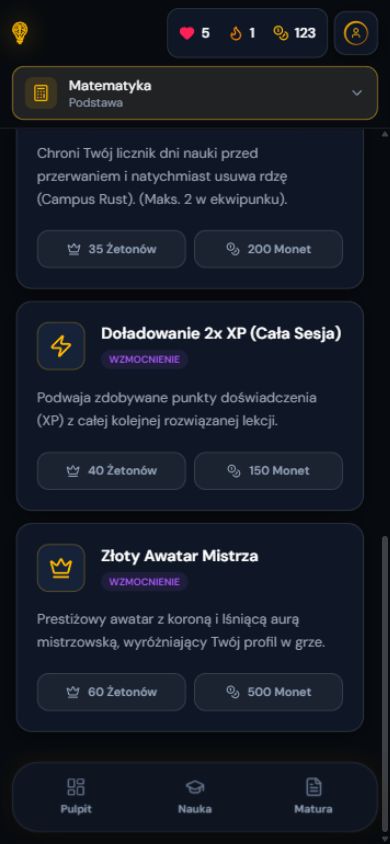 5 1 123
Matematyka
Podstawa
Chroni Twój licznik dni nauki przed
przerwaniem i natychmiast usuwa rdzę
(Campus Rust). (Maks. 2 w ekwipunku).
35 Żetonów 200 Monet
Doładowanie 2x XP (Cała Sesja)
WZMOCNIENIE
Podwaja zdobywane punkty doświadczenia
(XP) z całej kolejnej rozwiązanej lekcji.
40 Żetonów 150 Monet
Złoty Awatar Mistrza
WZMOCNIENIE
Prestiżowy awatar z koroną i lśniącą aurą
mistrzowską, wyróżniający Twój profil w grze.
60 Żetonów 500 Monet
Pulpit Nauka Matura